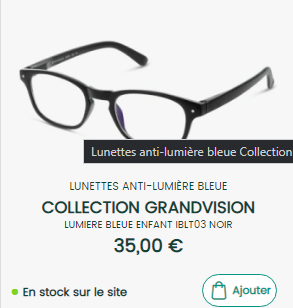 Lunettes anti-lumière bleue Collection
LUNETTES ANTI-LUMIÈRE BLEUE
COLLECTION GRANDVISION
LUMIERE BLEUE ENFANT IBLT03 NOIR
35,00 €
En stock sur le site
Ajouter